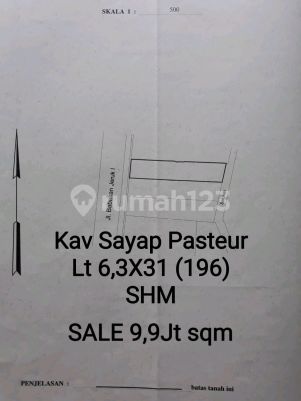 SKALA 1 : 500
Jl. Babakan Jeruk I
rumah123
Kav Sayap Pasteur
Lt 6,3X31 (196)
SHM
SALE 9,9Jt sqm
PENJELASAN :
batas tanah ini